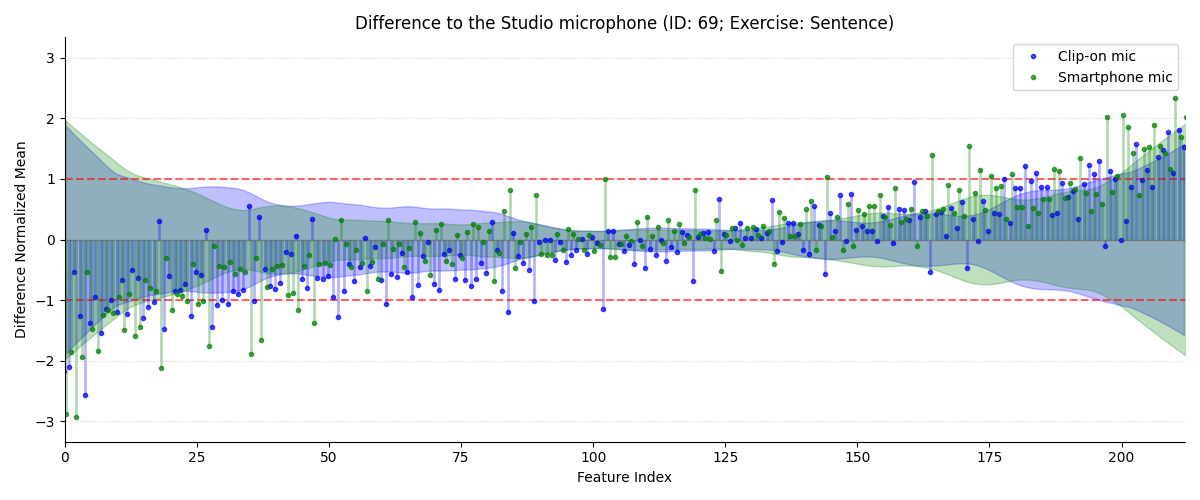 Difference to the Studio microphone (ID: 69; Exercise: Sentence)
Clip-on mic
Smartphone mic
Difference Normalized Mean
3
2
1
0
−1
−2
−3
0 25 50 75 100 125 150 175 200
Feature Index